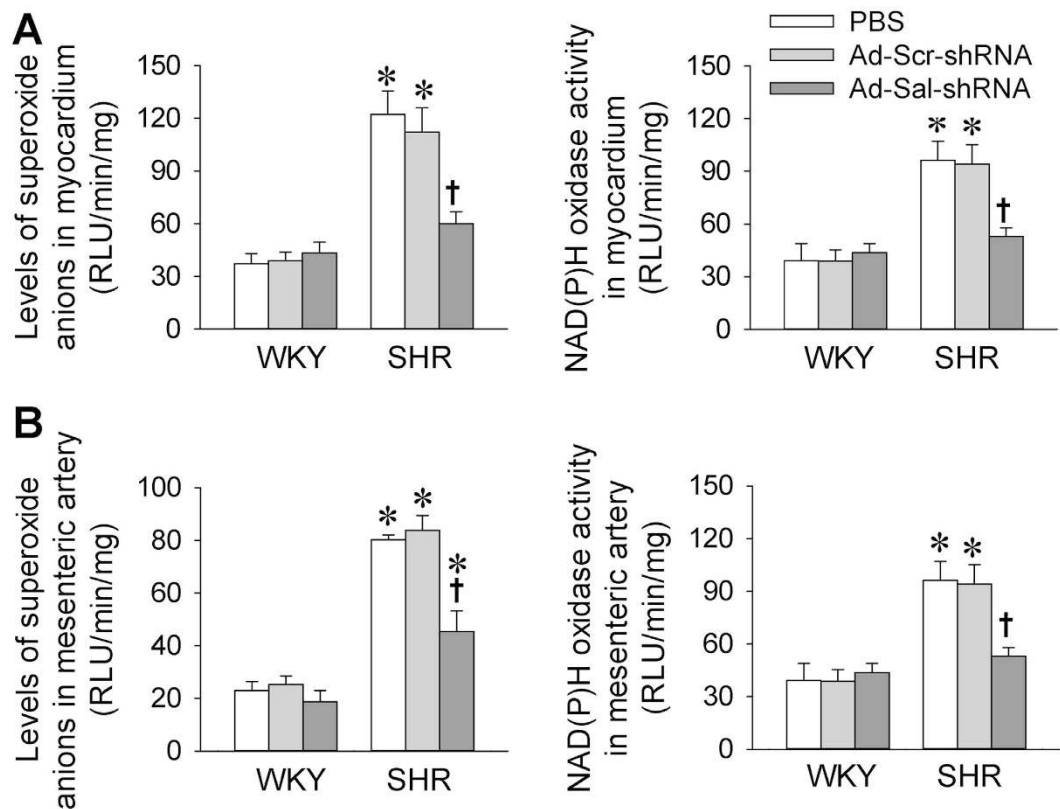 A
Levels of superoxide
anions in myocardium
(RLU/min/mg)
150
120
90
60
30
0
* * †
WKY SHR
NAD(P)H oxidase activity
in myocardium
(RLU/min/mg)
150
120
90
60
30
0
PBS
Ad-Scr-shRNA
Ad-Sal-shRNA
* * †
WKY SHR
B
Levels of superoxide
anions in mesenteric artery
(RLU/min/mg)
100
80
60
40
20
0
* * *
†
WKY SHR
NAD(P)H oxidase activity
in mesenteric artery
(RLU/min/mg)
150
120
90
60
30
0
* * †
WKY SHR